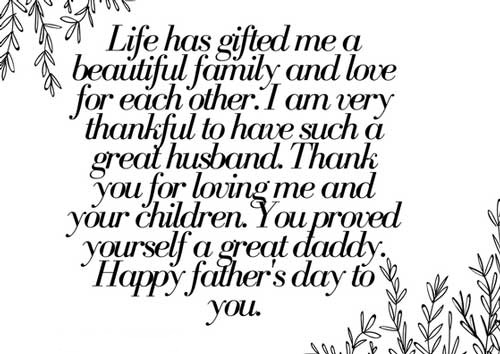 Life has gifted me a
beautiful family and love
for each other. I am very
thankful to have such a
great husband. Thank
you for loving me and
your children. You proved
yourself a great daddy.
Happy father's day to
you.